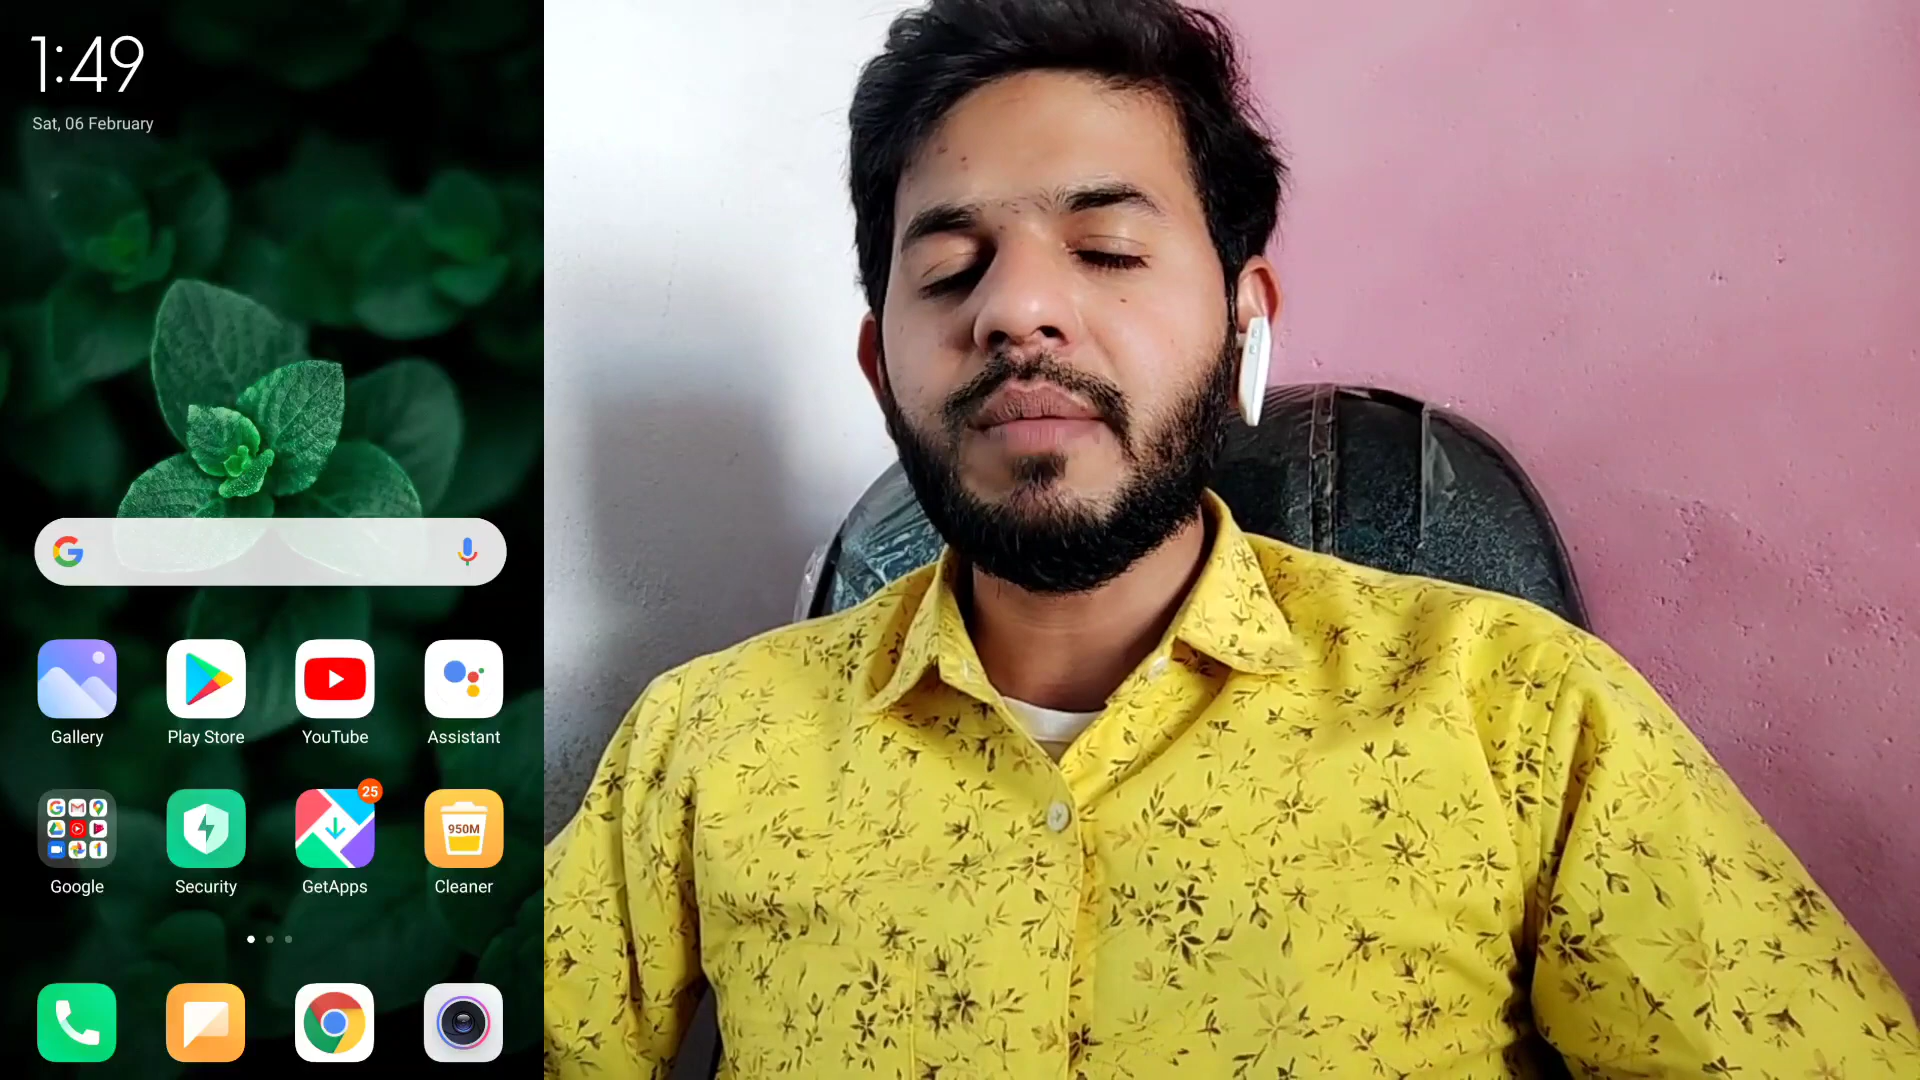 1:49
Sat, 06 February
Gallery
Play Store
YouTube
Assistant
25
950M
Google
Security
GetApps
Cleaner